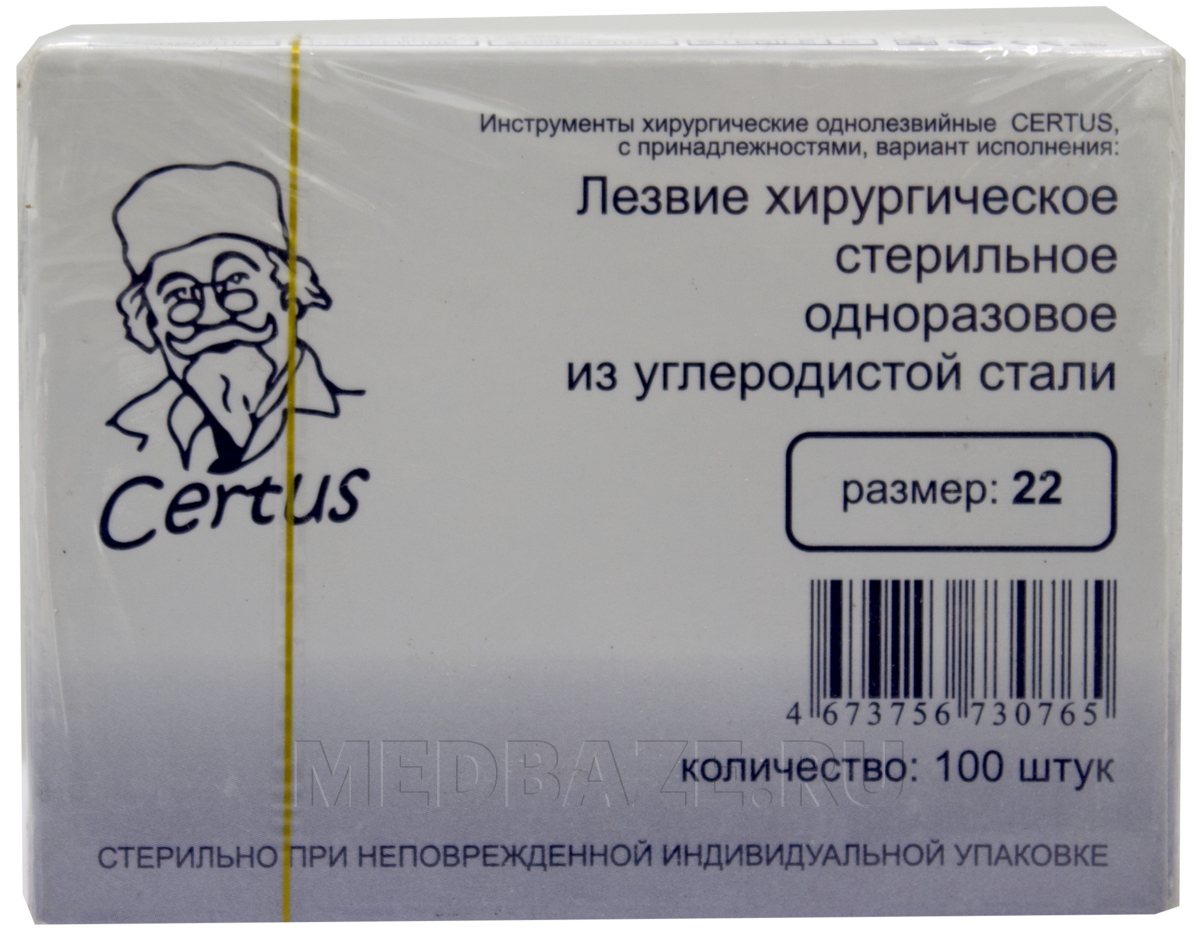 Инструменты хирургические однолезвийные CERTUS,
с принадлежностями, вариант исполнения:
Лезвие хирургическое
стерильное
одноразовое
из углеродистой стали
Certus
размер: 22
4 673756 730765
MEDBAZE.RU
количество: 100 штук
СТЕРИЛЬНО ПРИ НЕПОВРЕЖДЕННОЙ ИНДИВИДУАЛЬНОЙ УПАКОВКЕ